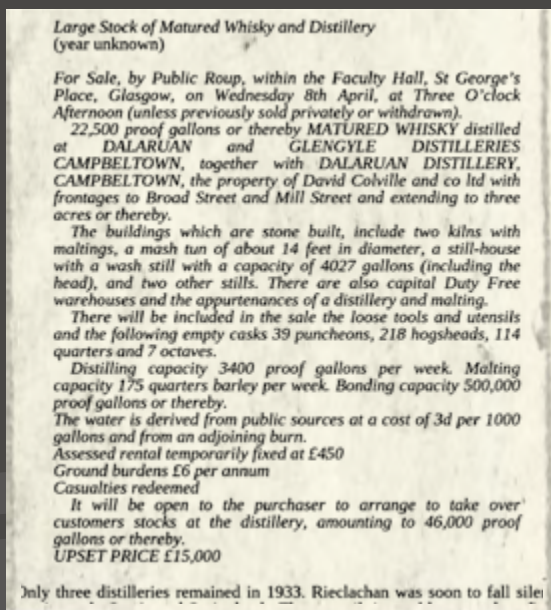 Large Stock of Matured Whisky and Distillery
(year unknown)
For Sale, by Public Roup, within the Faculty Hall, St George's
Place, Glasgow, on Wednesday 8th April, at Three O'clock
Afternoon (unless previously sold privately or withdrawn).
22,500 proof gallons or thereby MATURED WHISKY distilled
at DALARUAN and GLENGYLE DISTILLERIES
CAMPBELTOWN, together with DALARUAN DISTILLERY,
CAMPBELTOWN, the property of David Colville and co ltd with
frontages to Broad Street and Mill Street and extending to three
acres or thereby.
The buildings which are stone built, include two kilns with
maltings, a mash tun of about 14 feet in diameter, a still-house
with a wash still with a capacity of 4027 gallons (including the
head), and two other stills. There are also capital Duty Free
warehouses and the appurtenances of a distillery and malting.
There will be included in the sale the loose tools and utensils
and the following empty casks 39 puncheons, 218 hogsheads, 114
quarters and 7 octaves.
Distilling capacity 3400 proof gallons per week. Malting
capacity 175 quarters barley per week. Bonding capacity 500,000
proof gallons or thereby.
The water is derived from public sources at a cost of 3d per 1000
gallons and from an adjoining burn.
Assessed rental temporarily fixed at £450
Ground burdens £6 per annum
Casualties redeemed
It will be open to the purchaser to arrange to take over
customers stocks at the distillery, amounting to 46,000 proof
gallons or thereby.
UPSET PRICE £15,000
Only three distilleries remained in 1933. Rieclachan was soon to fall